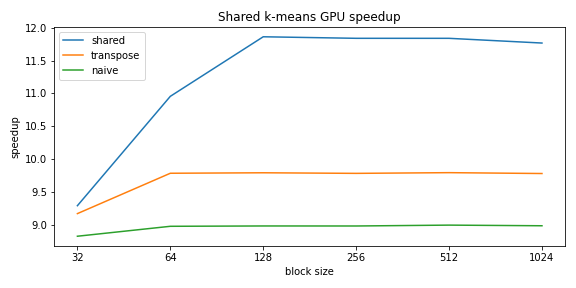 Shared k-means GPU speedup
shared
transpose
naive
speedup
12.0
11.5
11.0
10.5
10.0
9.5
9.0
32 64 128 256 512 1024
block size